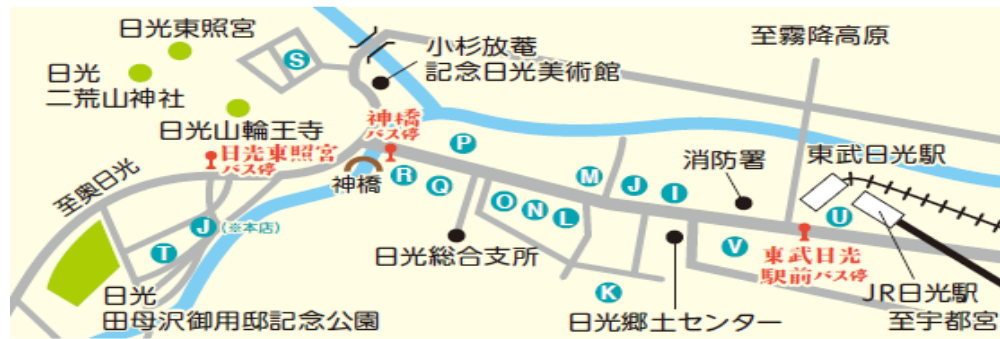 日光東照宮
S
小杉放菴
記念日光美術館
至霧降高原
日光
二荒山神社
日光山輪王寺
神橋
バス停
P
日光東照宮
バス停
消防署
東武日光駅
至奥日光
神橋
R
Q
M
J
I
O
N
L
U
J
(※本店)
T
日光総合支所
V
東武日光
駅前バス停
K
日光
田母沢御用邸記念公園
日光郷土センター
JR日光駅
至宇都宮